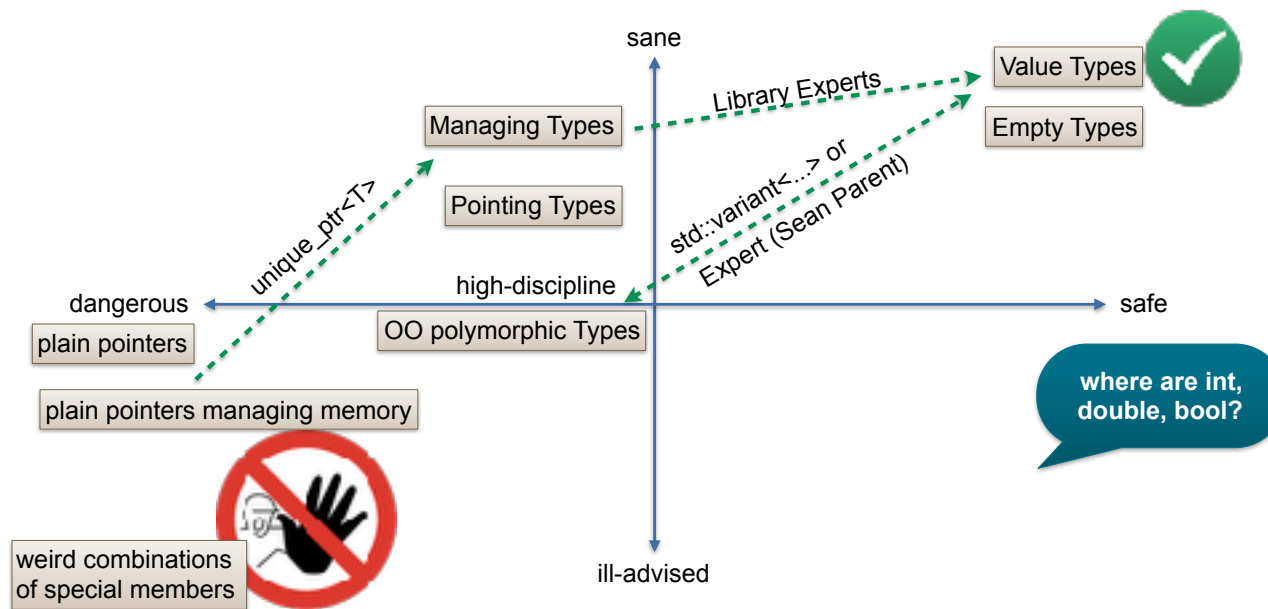 sane
Value Types
Library Experts
Managing Types
Empty Types
Pointing Types
std::variant<...> or
Expert (Sean Parent)
unique_ptr<T>
high-discipline
dangerous
safe
OO polymorphic Types
plain pointers
where are int,
double, bool?
plain pointers managing memory
weird combinations
of special members
ill-advised